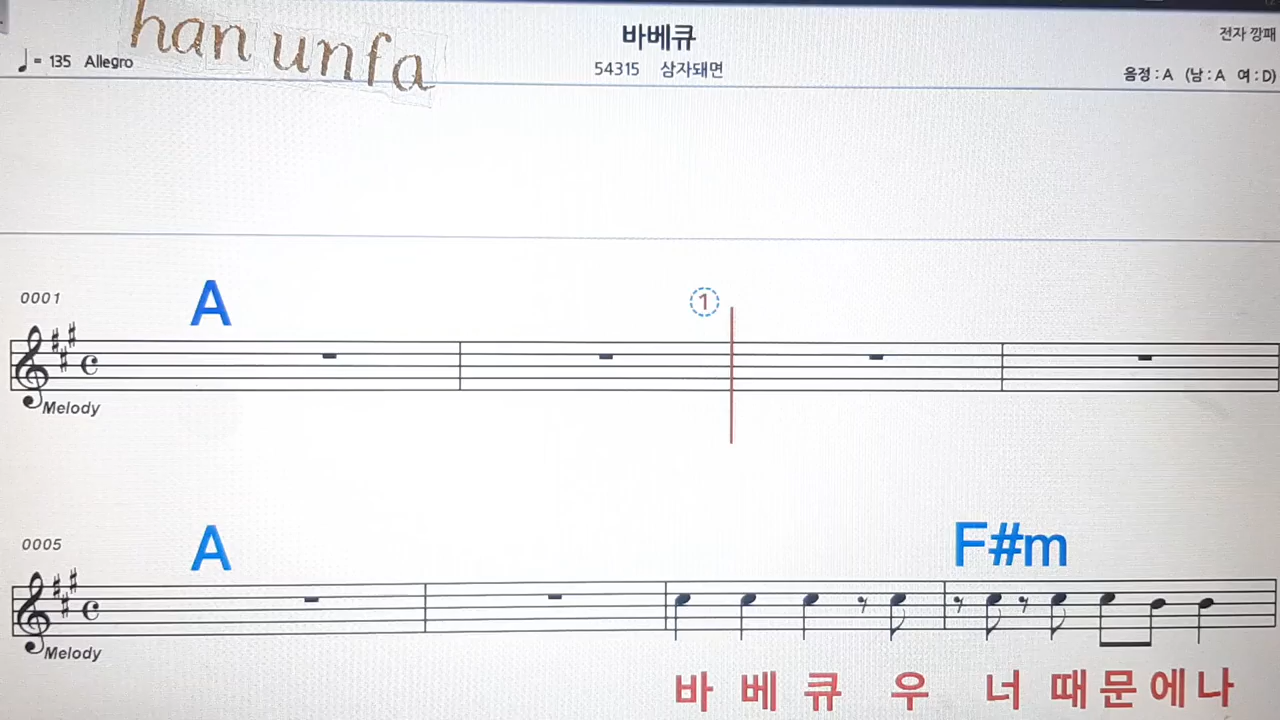 han unfa
바베큐
전자 깡패
♩= 135 Allegro
54315 삼자돼면
음정 : A (남 : A 여 : D)
0001
A
1
Melody
0005
A
F#m
Melody
바 베 큐 우 너 때 문 에 나